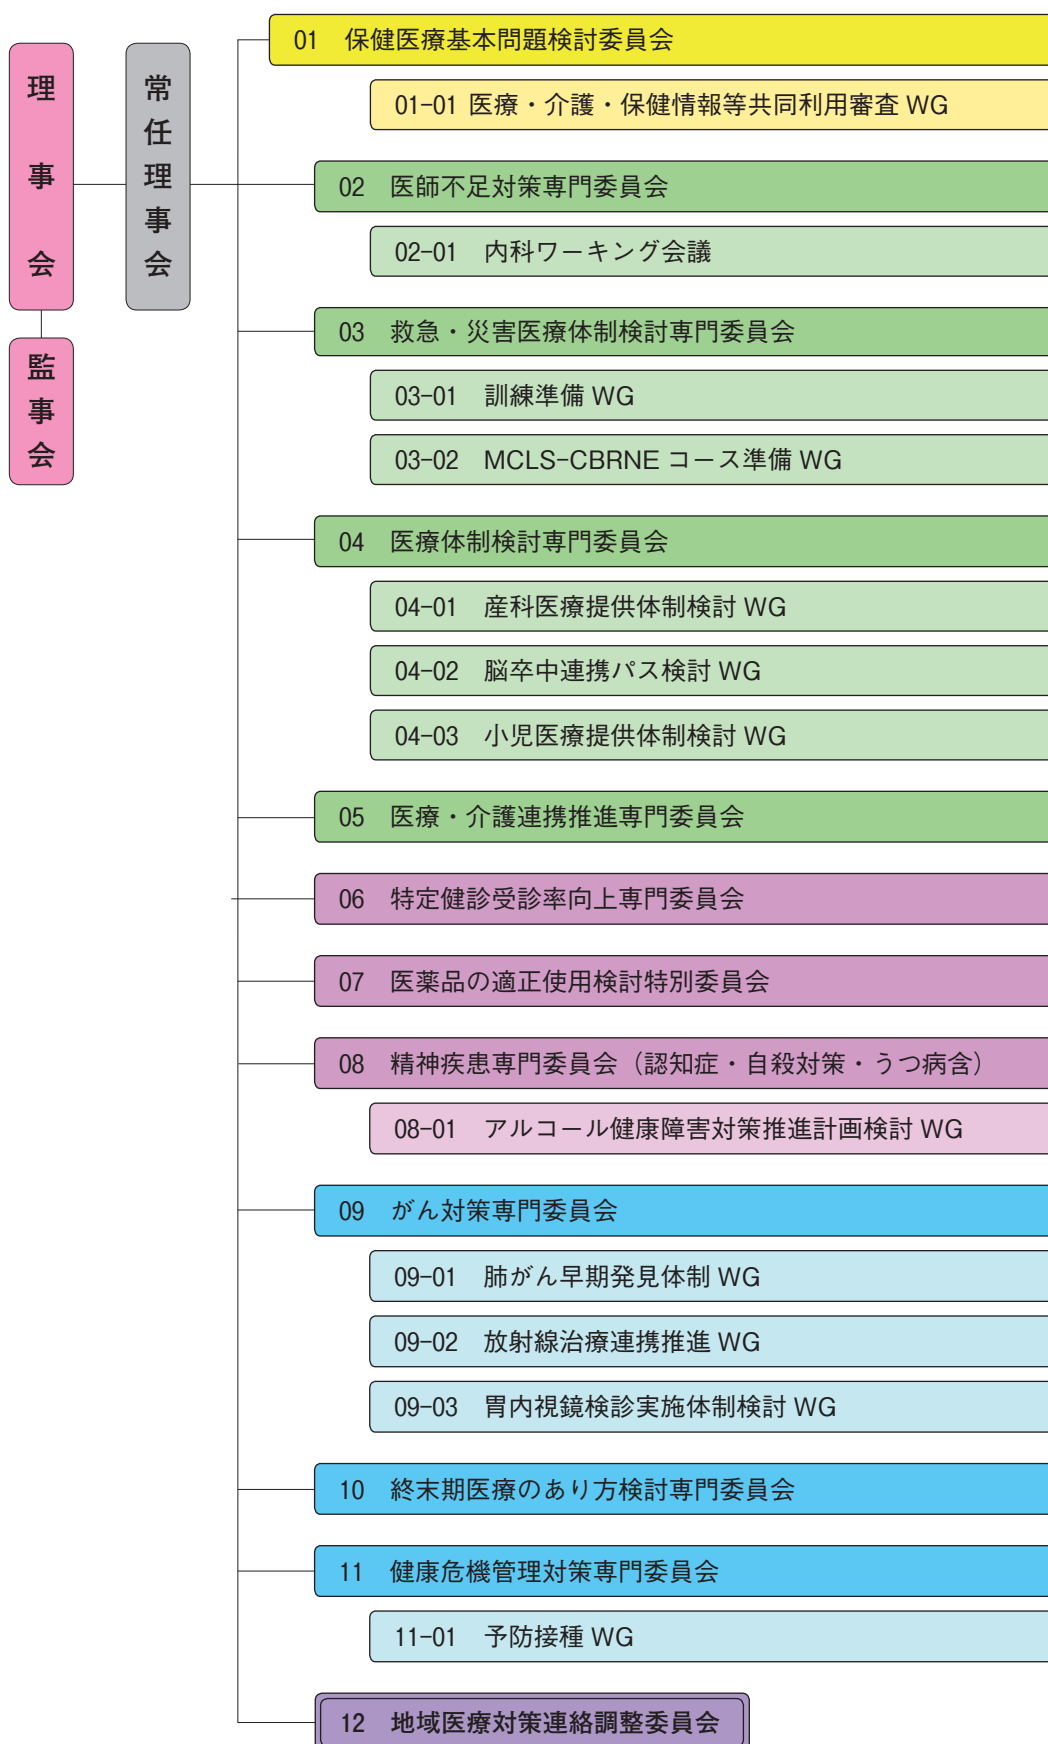 理事会
監事会
常任理事会
01 保健医療基本問題検討委員会
01-01 医療・介護・保健情報等共同利用審査 WG
02 医師不足対策専門委員会
02-01 内科ワーキング会議
03 救急・災害医療体制検討専門委員会
03-01 訓練準備 WG
03-02 MCLS-CBRNE コース準備 WG
04 医療体制検討専門委員会
04-01 産科医療提供体制検討 WG
04-02 脳卒中連携パス検討 WG
04-03 小児医療提供体制検討 WG
05 医療・介護連携推進専門委員会
06 特定健診受診率向上専門委員会
07 医薬品の適正使用検討特別委員会
08 精神疾患専門委員会（認知症・自殺対策・うつ病含）
08-01 アルコール健康障害対策推進計画検討 WG
09 がん対策専門委員会
09-01 肺がん早期発見体制 WG
09-02 放射線治療連携推進 WG
09-03 胃内視鏡検診実施体制検討 WG
10 終末期医療のあり方検討専門委員会
11 健康危機管理対策専門委員会
11-01 予防接種 WG
12 地域医療対策連絡調整委員会